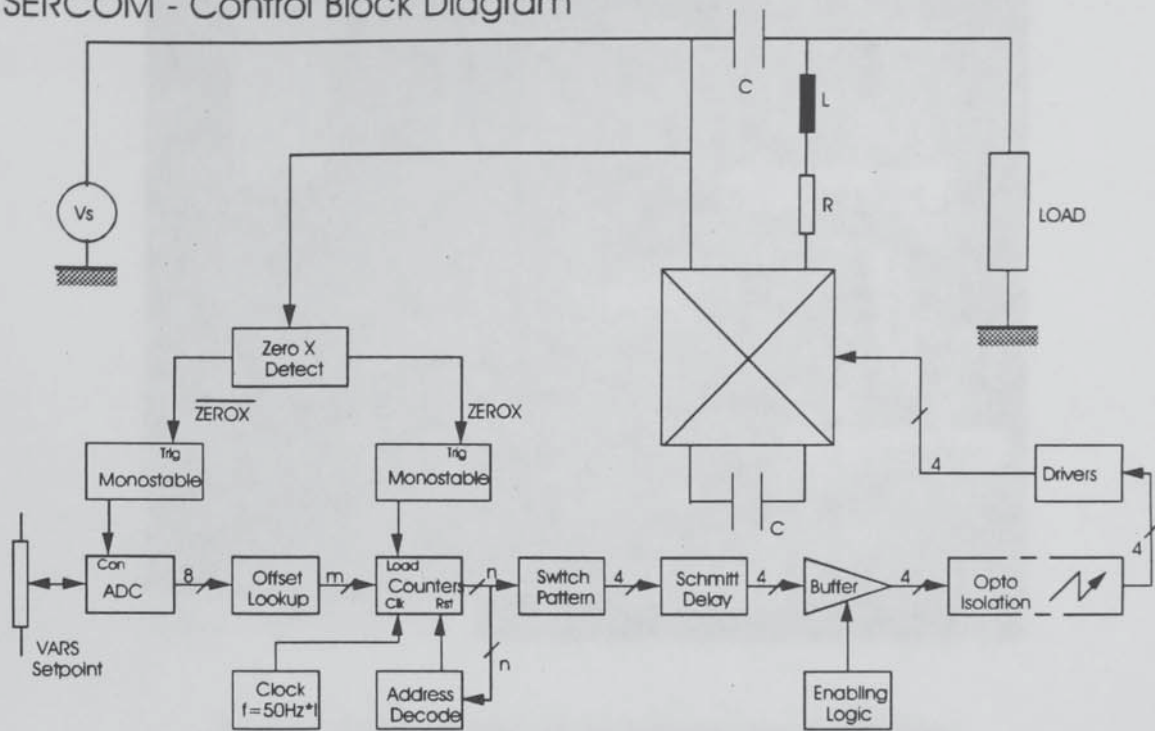 SERCOM - Control Block Diagram
C
L
R
Vs
LOAD
Zero X
Detect
ZEROX
ZEROX
Trig
Monostable
Trig
Monostable
4
Drivers
C
4
Con
ADC
8
Offset
Lookup
m
Load
Counters
Clk Rst
n
Switch
Pattern
4
Schmitt
Delay
4
Buffer
4
Opto
Isolation
VARS
Setpoint
n
Clock
f=50Hz*I
Address
Decode
Enabling
Logic